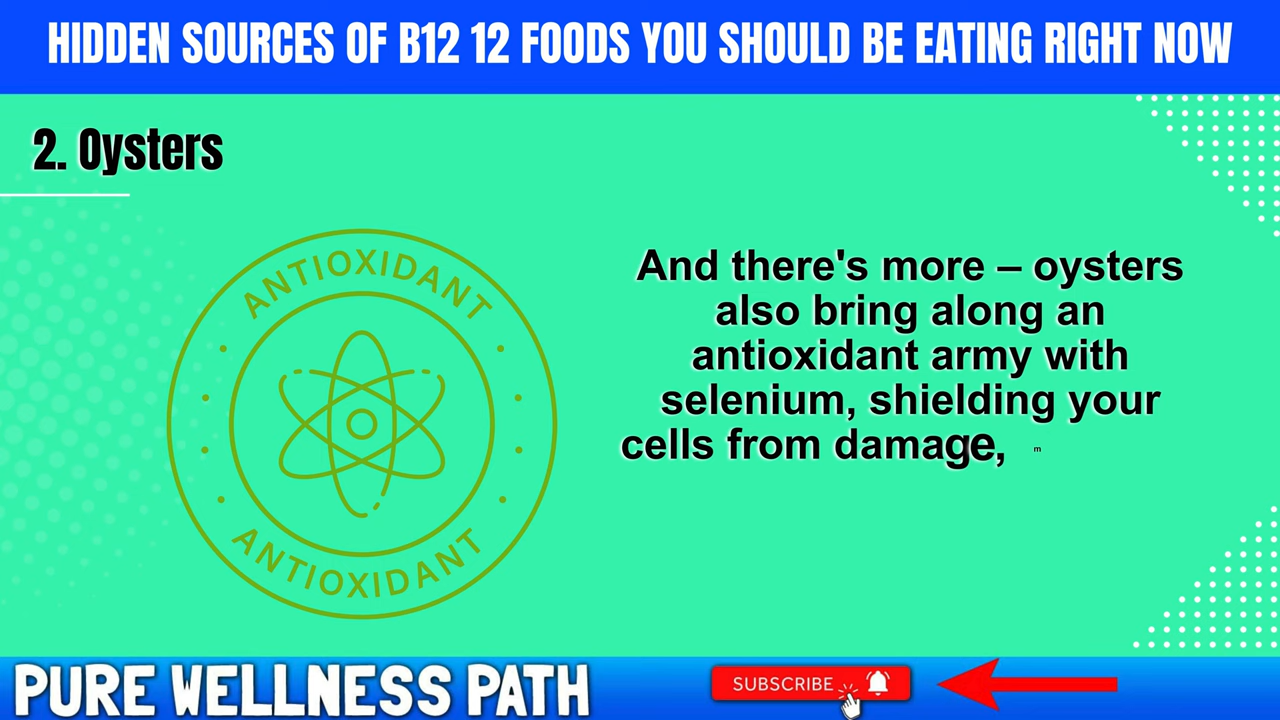 HIDDEN SOURCES OF B12 12 FOODS YOU SHOULD BE EATING RIGHT NOW
2. Oysters
ANTIOXIDANT
ANTIOXIDANT
And there's more – oysters
also bring along an
antioxidant army with
selenium, shielding your
cells from damage, m
PURE WELLNESS PATH
SUBSCRIBE